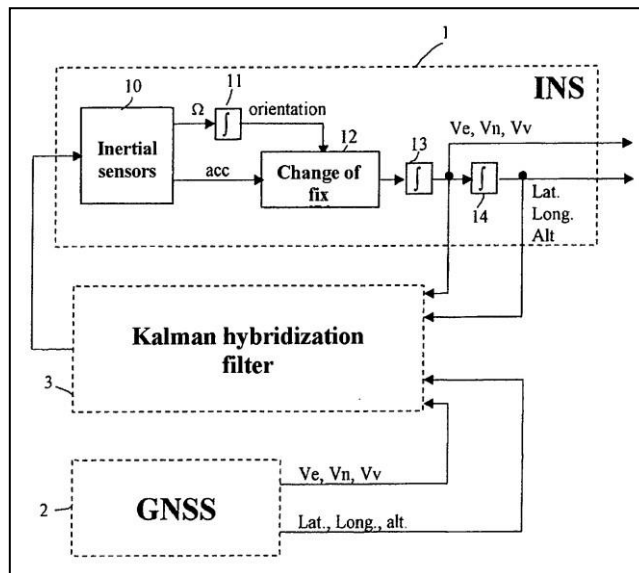 1
INS
10
11
Ω
∫
orientation
12
13
Ve, Vn, Vv
Inertial
sensors
acc
Change of
fix
∫
∫
14
Lat.
Long.
Alt
Kalman hybridization
filter
3
Ve, Vn, Vv
2
GNSS
Lat., Long., alt.